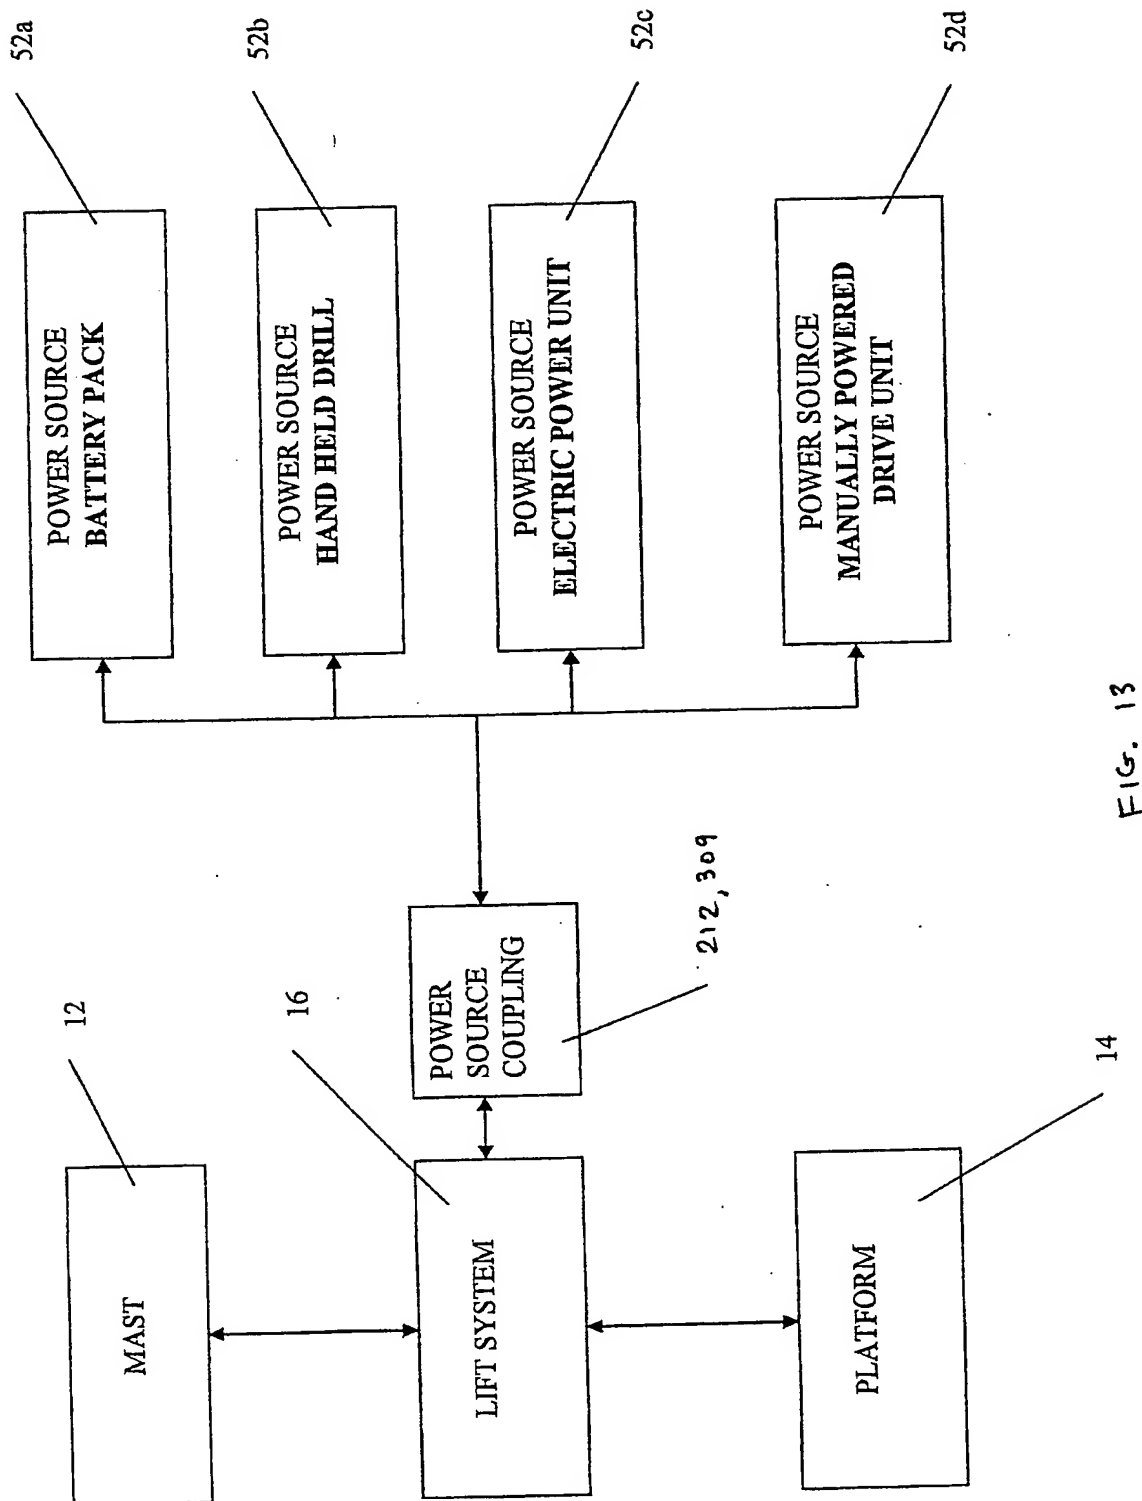 52a
52b
52c
52d
POWER SOURCE
BATTERY PACK
POWER SOURCE
HAND HELD DRILL
POWER SOURCE
ELECTRIC POWER UNIT
POWER SOURCE
MANUALLY POWERED
DRIVE UNIT
12
16
POWER
SOURCE
COUPLING
212, 309
14
MAST
LIFT SYSTEM
PLATFORM
FIG. 13